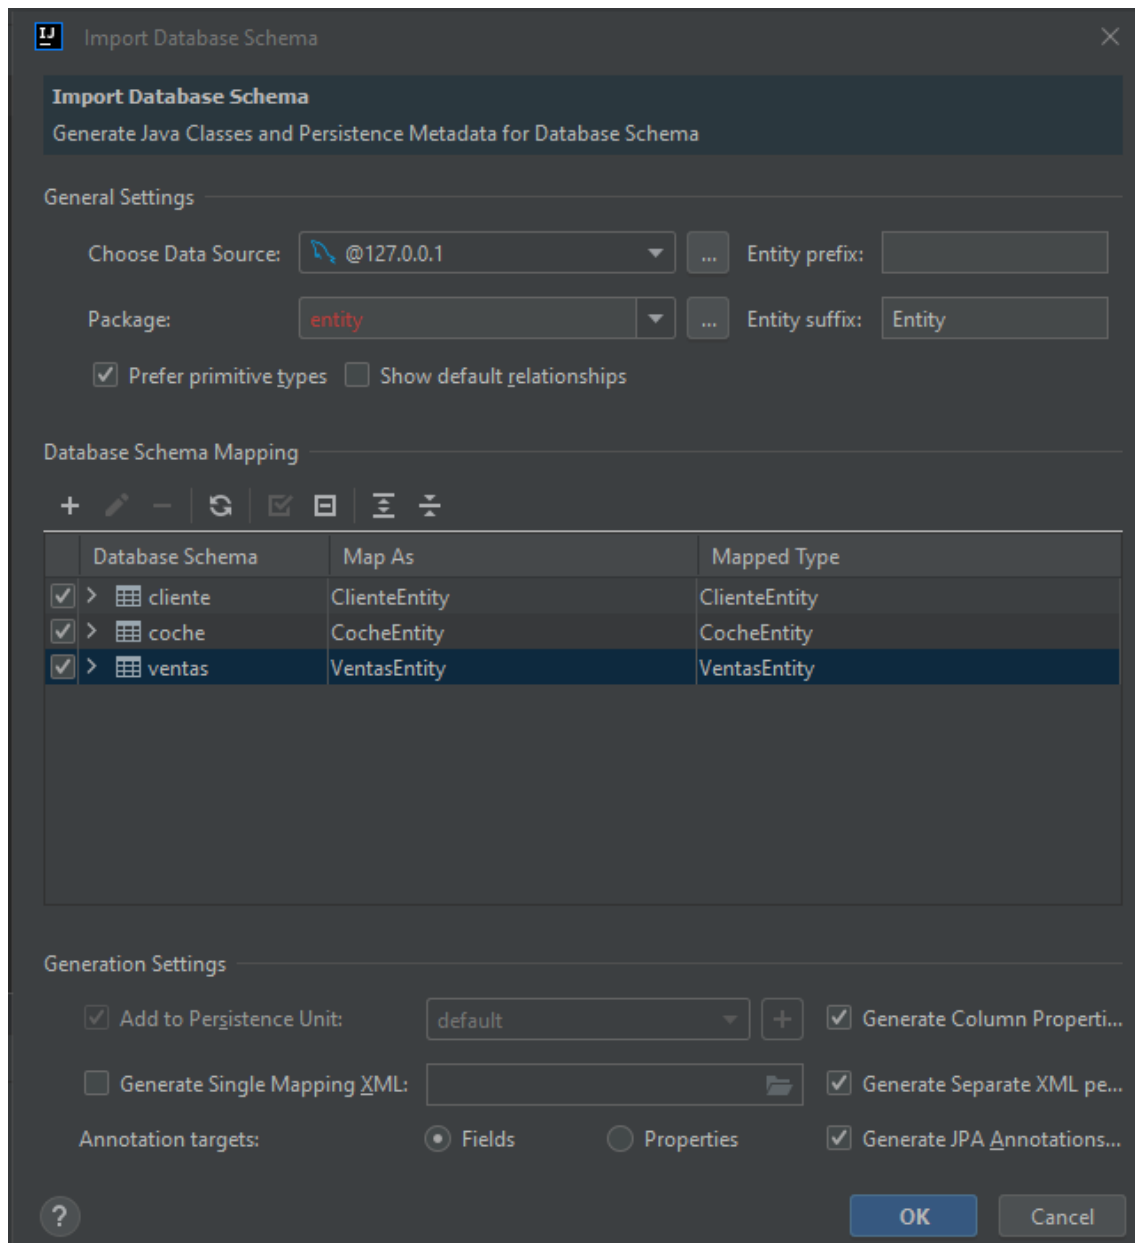 IJ
Import Database Schema
Import Database Schema
Generate Java Classes and Persistence Metadata for Database Schema
General Settings
Choose Data Source: @127.0.0.1 ... Entity prefix:
Package: entity ... Entity suffix: Entity
Prefer primitive types Show default relationships
Database Schema Mapping
Database Schema Map As Mapped Type
cliente ClienteEntity ClienteEntity
coche CocheEntity CocheEntity
ventas VentasEntity VentasEntity
Generation Settings
Add to Persistence Unit: default Generate Column Properti...
Generate Single Mapping XML: Generate Separate XML pe...
Annotation targets: Fields Properties Generate JPA Annotations...
? OK Cancel